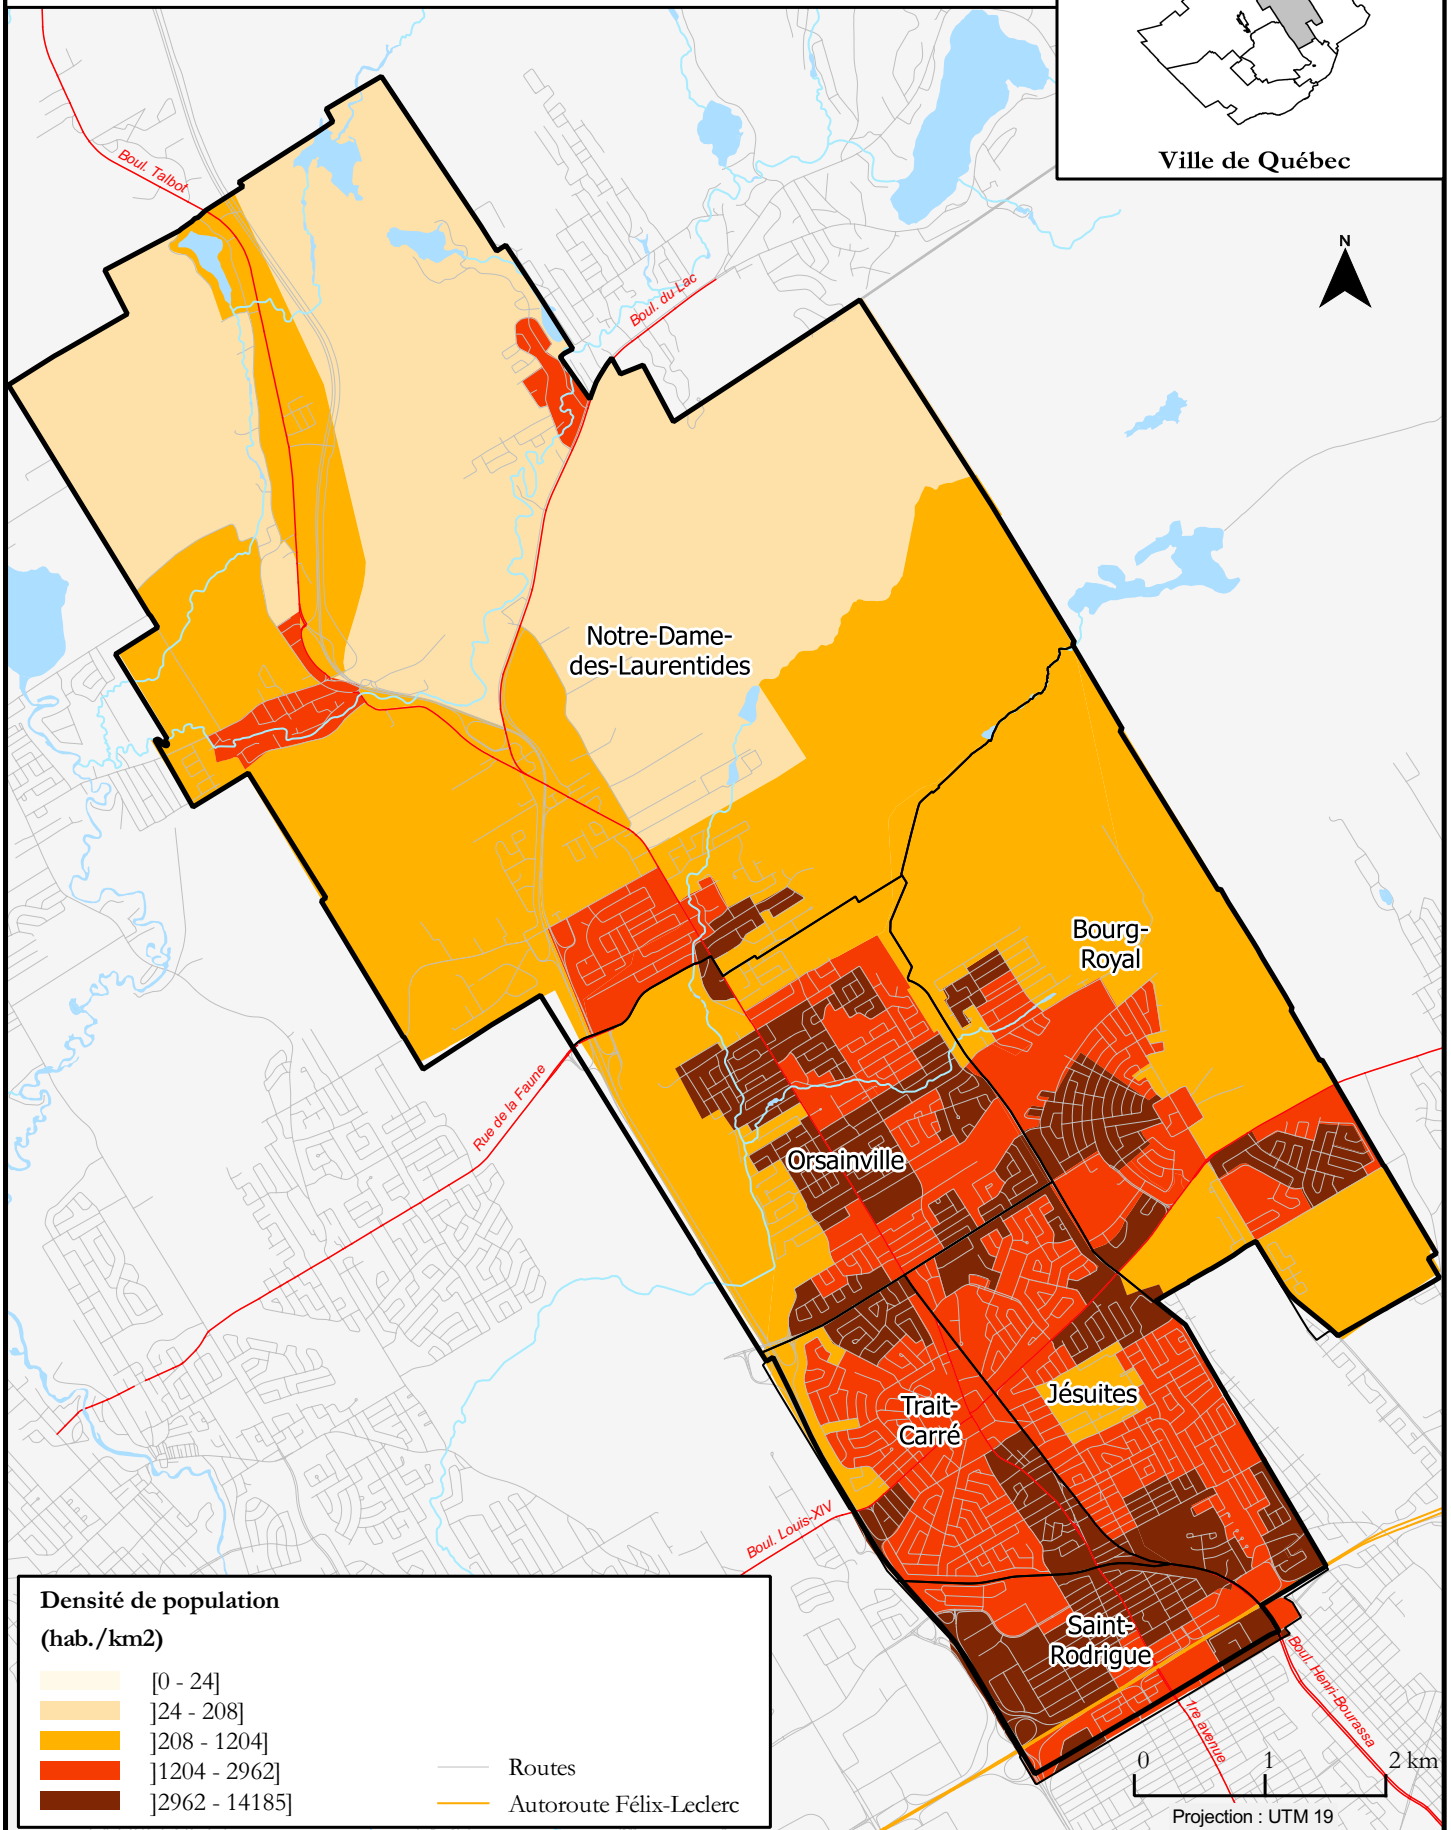 Ville de Québec
N
Boul. Talbot
Boul. du Lac
Notre-Dame-
des-Laurentides
Bourg-
Royal
Rue de la Faune
Orsainville
Jésuites
Trait-
Carré
Boul. Louis-XIV
Saint-
Rodrigue
Boul. Henri-Bourassa
1re avenue
Densité de population
(hab./km2)
[0 - 24]
]24 - 208]
]208 - 1204]
]1204 - 2962]
]2962 - 14185]
Routes
Autoroute Félix-Leclerc
0 1 2 km
Projection : UTM 19